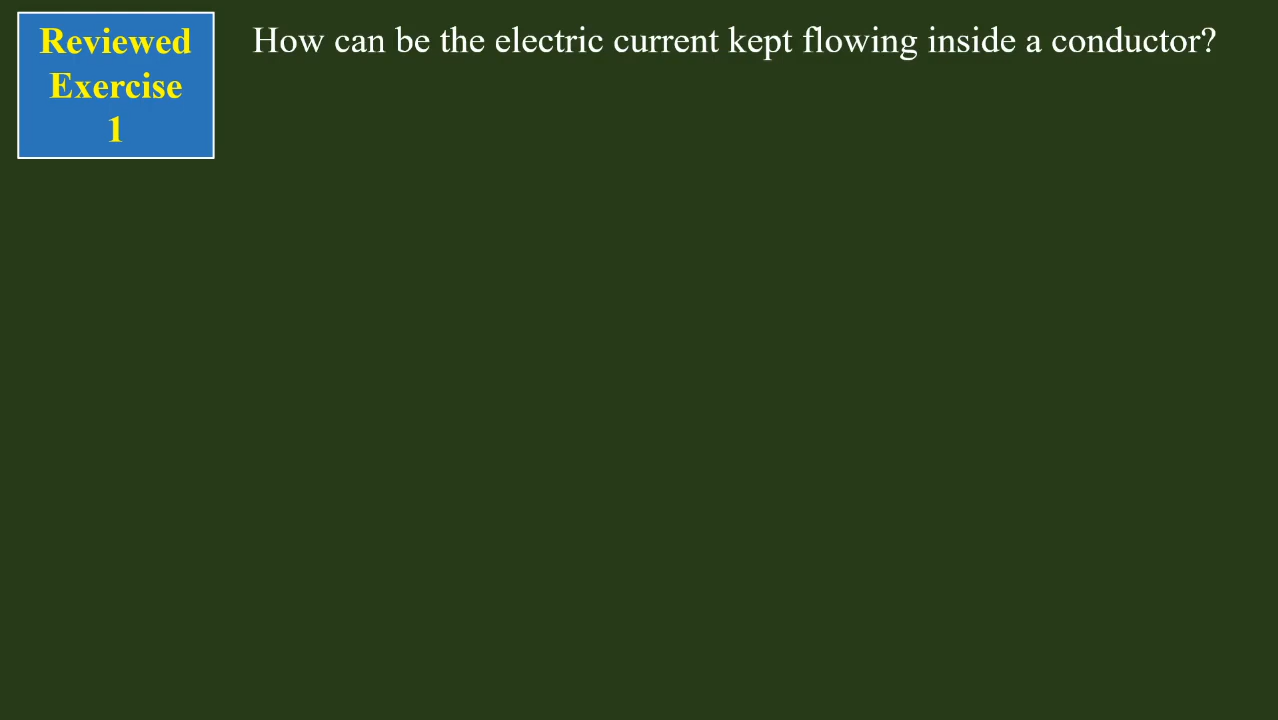 Reviewed
Exercise
1
How can be the electric current kept flowing inside a conductor?